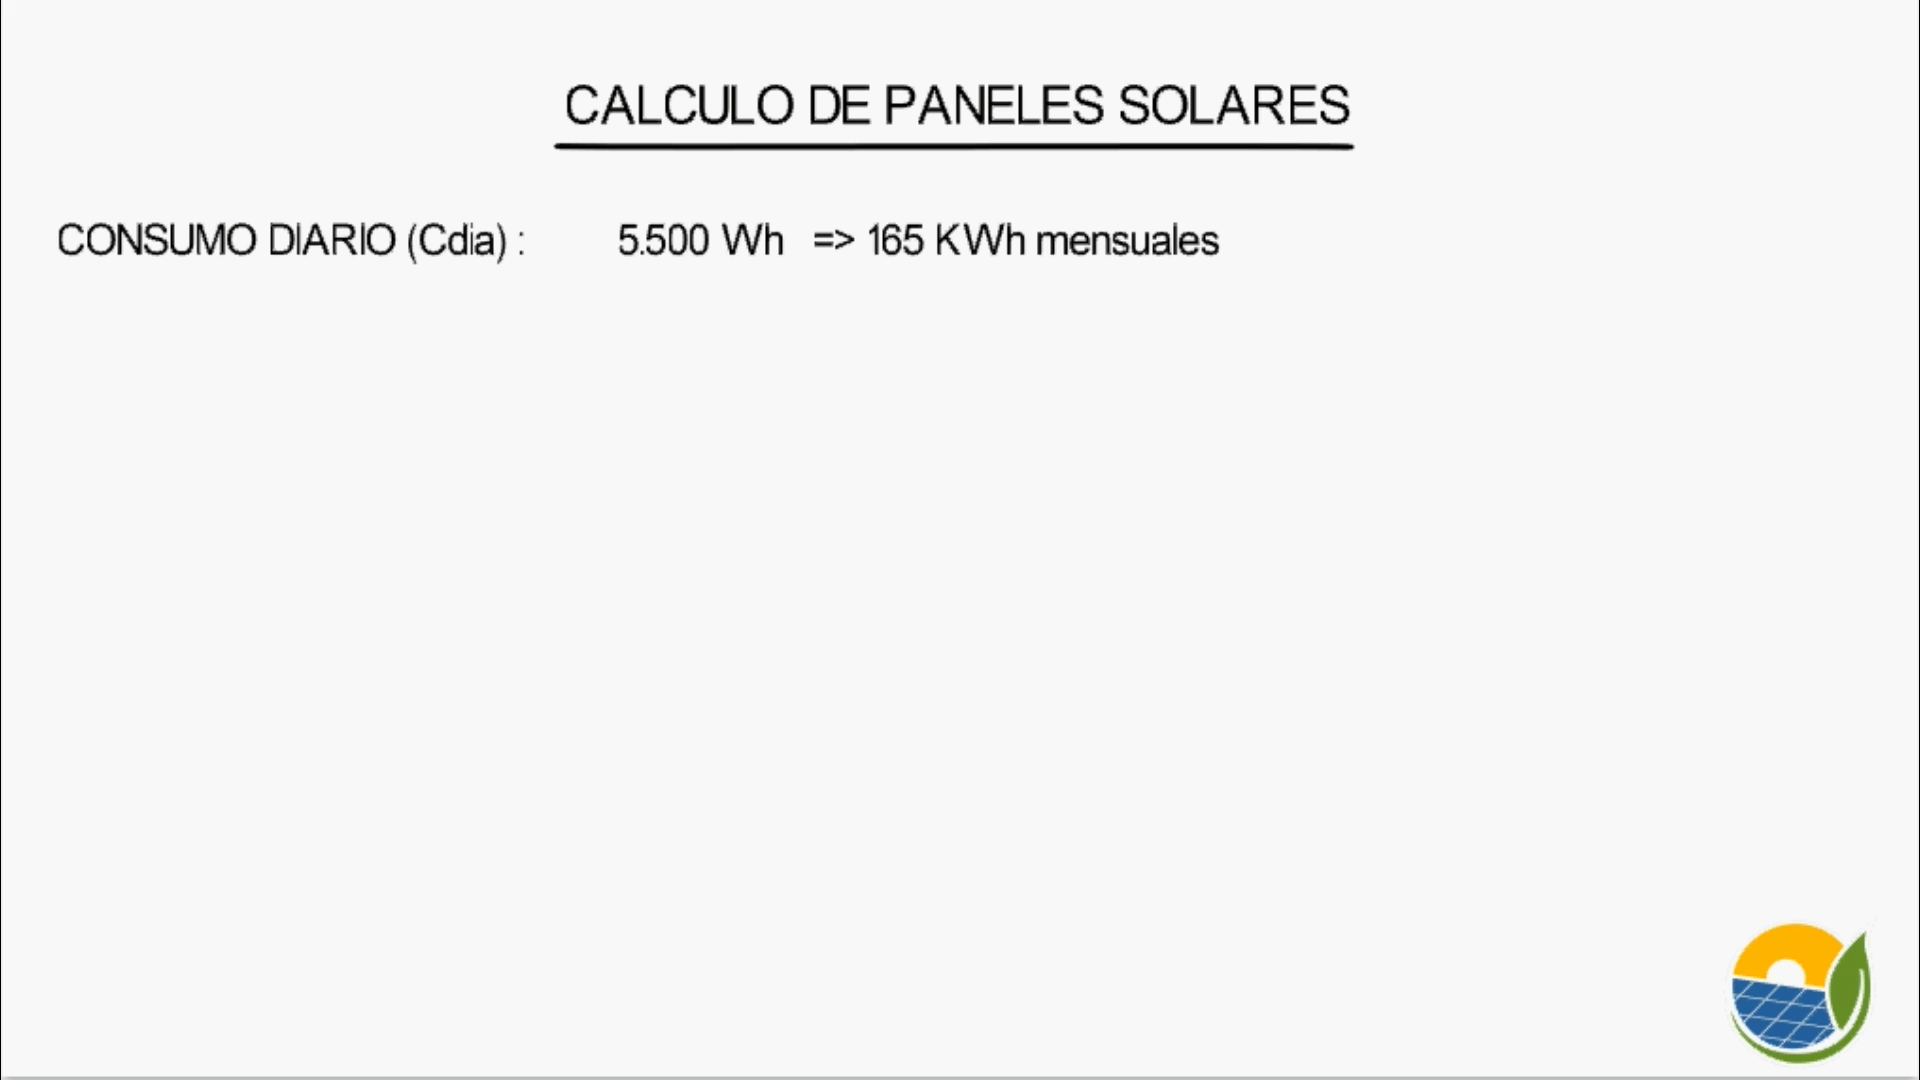 CALCULO DE PANELES SOLARES
CONSUMO DIARIO (Cdia) : 5.500 Wh => 165 KWh mensuales